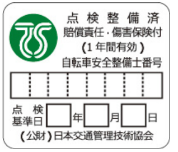 点検整備済
賠償責任・傷害保険付
(1年間有効)
自転車安全整備士番号
点検
基準日 年 月 日
(公財)日本交通管理技術協会